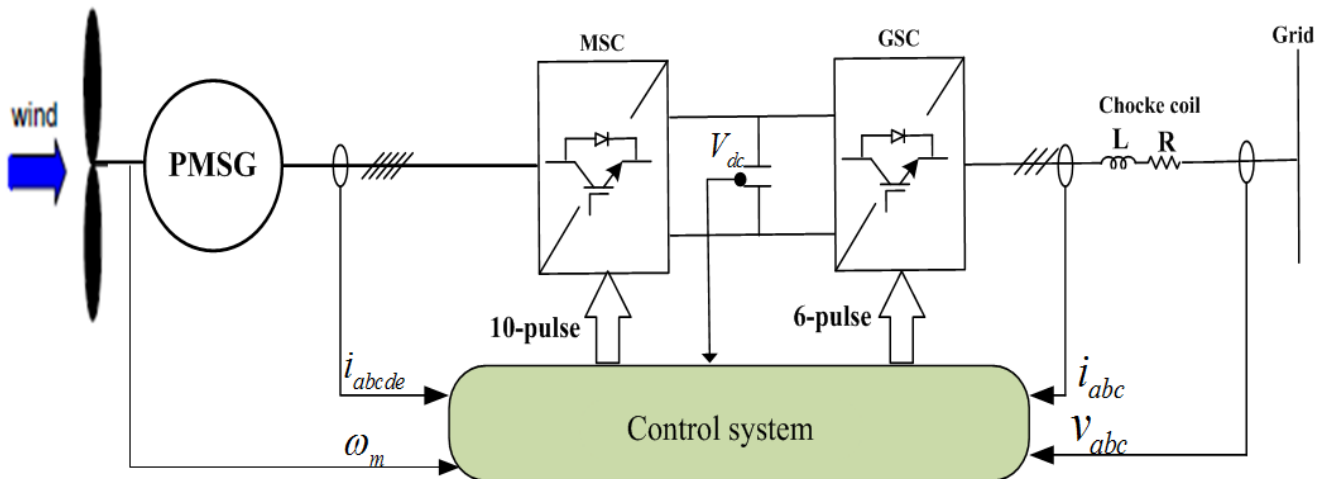 MSC
GSC
Grid
wind
Chocke coil
L R
PMSG
V_dc
10-pulse
6-pulse
i_abcde
i_abc
Control system
v_abc
ω_m